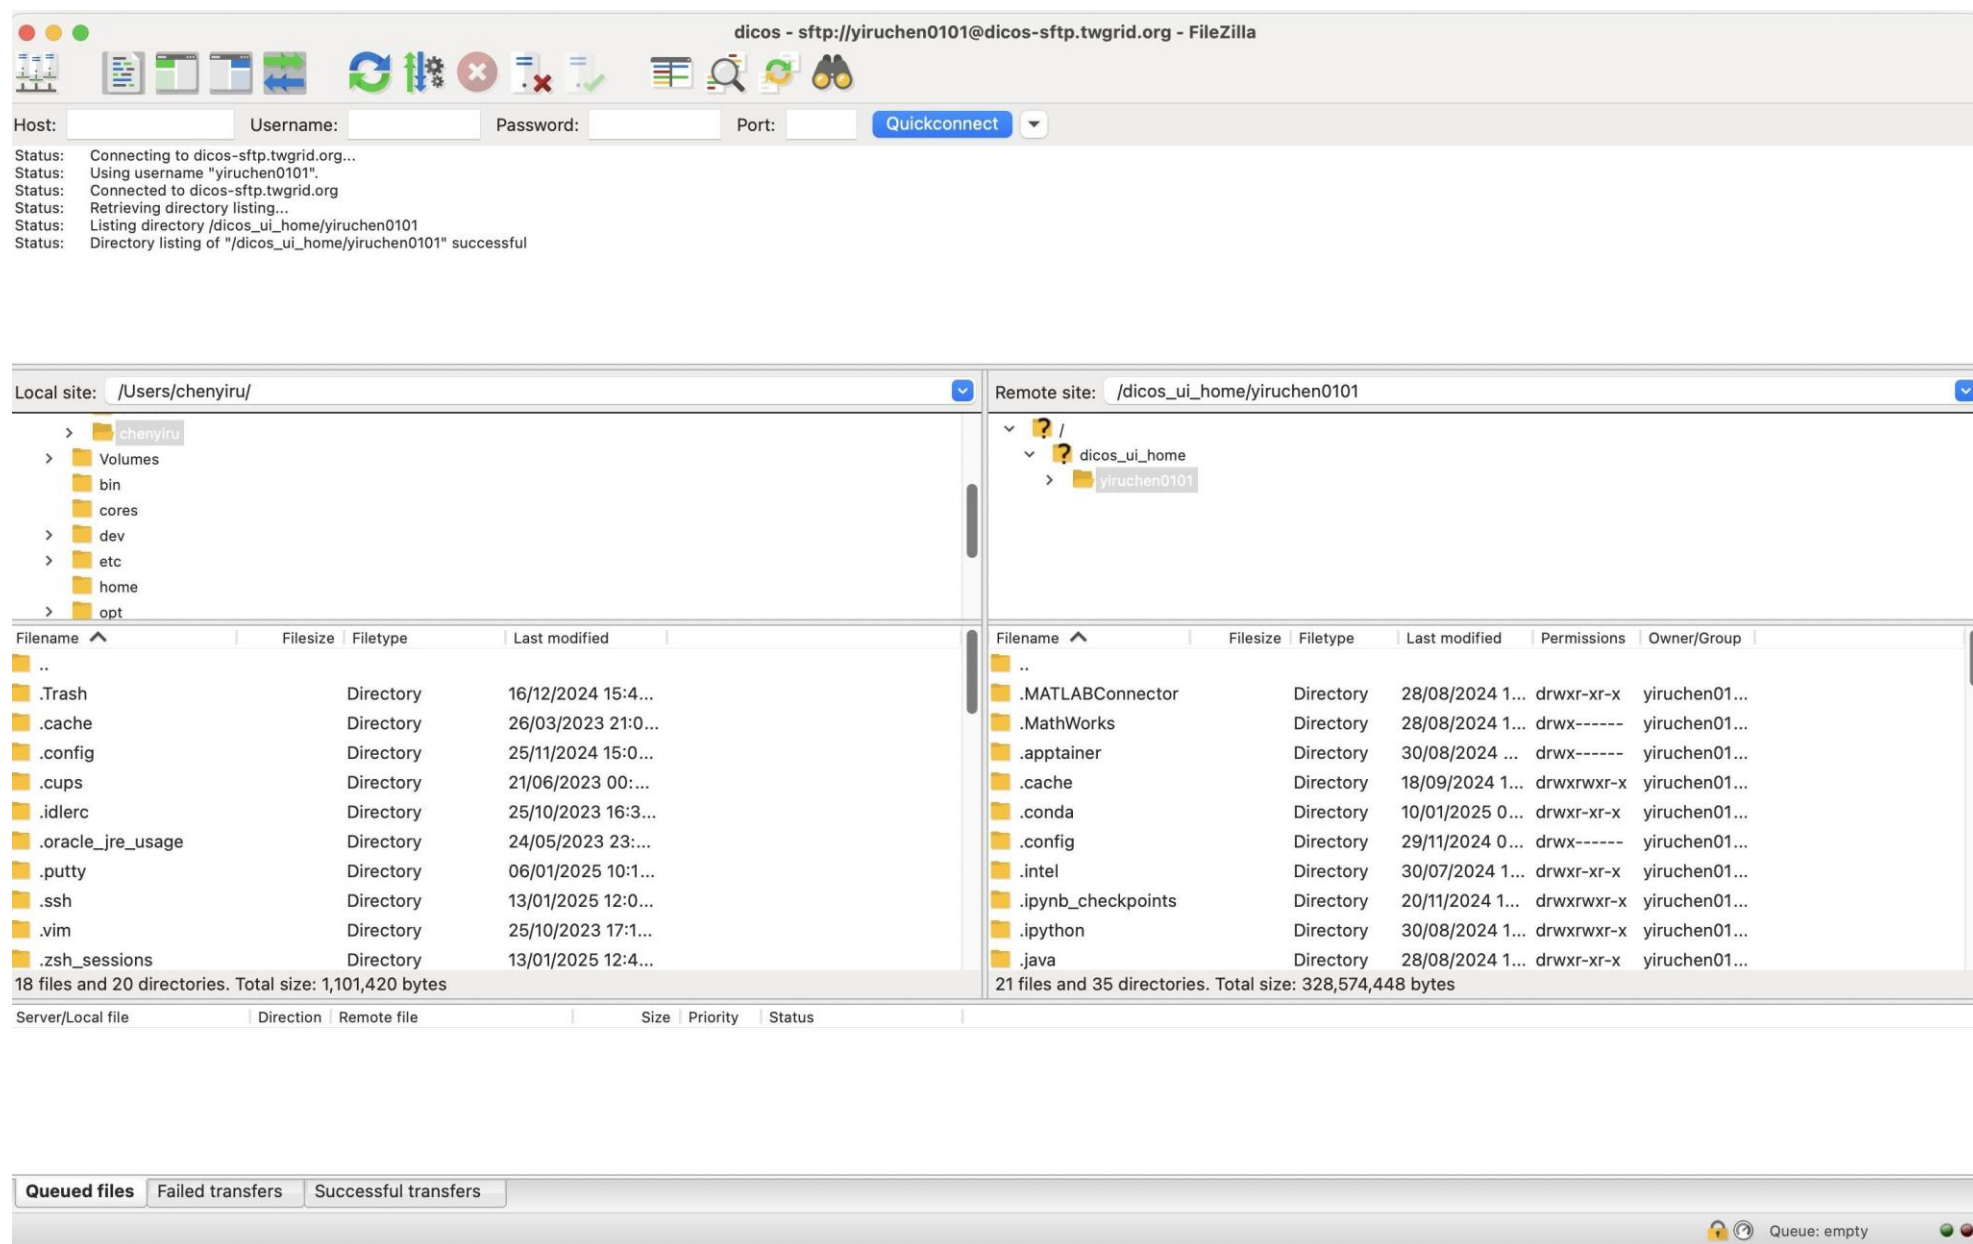 dicos - sftp://yiruchen0101@dicos-sftp.twgrid.org - FileZilla
Host: Username: Password: Port: Quickconnect
Status: Connecting to dicos-sftp.twgrid.org...
Status: Using username "yiruchen0101".
Status: Connected to dicos-sftp.twgrid.org
Status: Retrieving directory listing...
Status: Listing directory /dicos_ui_home/yiruchen0101
Status: Directory listing of "/dicos_ui_home/yiruchen0101" successful
Local site: /Users/chenyiru/
chenyiru
Volumes
bin
cores
dev
etc
home
opt
Filename Filesize Filetype Last modified
..
.Trash Directory 16/12/2024 15:4...
.cache Directory 26/03/2023 21:0...
.config Directory 25/11/2024 15:0...
.cups Directory 21/06/2023 00:...
.idlerc Directory 25/10/2023 16:3...
.oracle_jre_usage Directory 24/05/2023 23:...
.putty Directory 06/01/2025 10:1...
.ssh Directory 13/01/2025 12:0...
.vim Directory 25/10/2023 17:1...
.zsh_sessions Directory 13/01/2025 12:4...
18 files and 20 directories. Total size: 1,101,420 bytes
Remote site: /dicos_ui_home/yiruchen0101
/
dicos_ui_home
yiruchen0101
Filename Filesize Filetype Last modified Permissions Owner/Group
..
.MATLABConnector Directory 28/08/2024 1... drwxr-xr-x yiruchen01...
.MathWorks Directory 28/08/2024 1... drwx------ yiruchen01...
.apptainer Directory 30/08/2024 ... drwx------ yiruchen01...
.cache Directory 18/09/2024 1... drwxrwxr-x yiruchen01...
.conda Directory 10/01/2025 0... drwxr-xr-x yiruchen01...
.config Directory 29/11/2024 0... drwx------ yiruchen01...
.intel Directory 30/07/2024 1... drwxr-xr-x yiruchen01...
.ipynb_checkpoints Directory 20/11/2024 1... drwxrwxr-x yiruchen01...
.ipython Directory 30/08/2024 1... drwxrwxr-x yiruchen01...
.java Directory 28/08/2024 1... drwxr-xr-x yiruchen01...
21 files and 35 directories. Total size: 328,574,448 bytes
Server/Local file Direction Remote file Size Priority Status
Queued files Failed transfers Successful transfers
Queue: empty